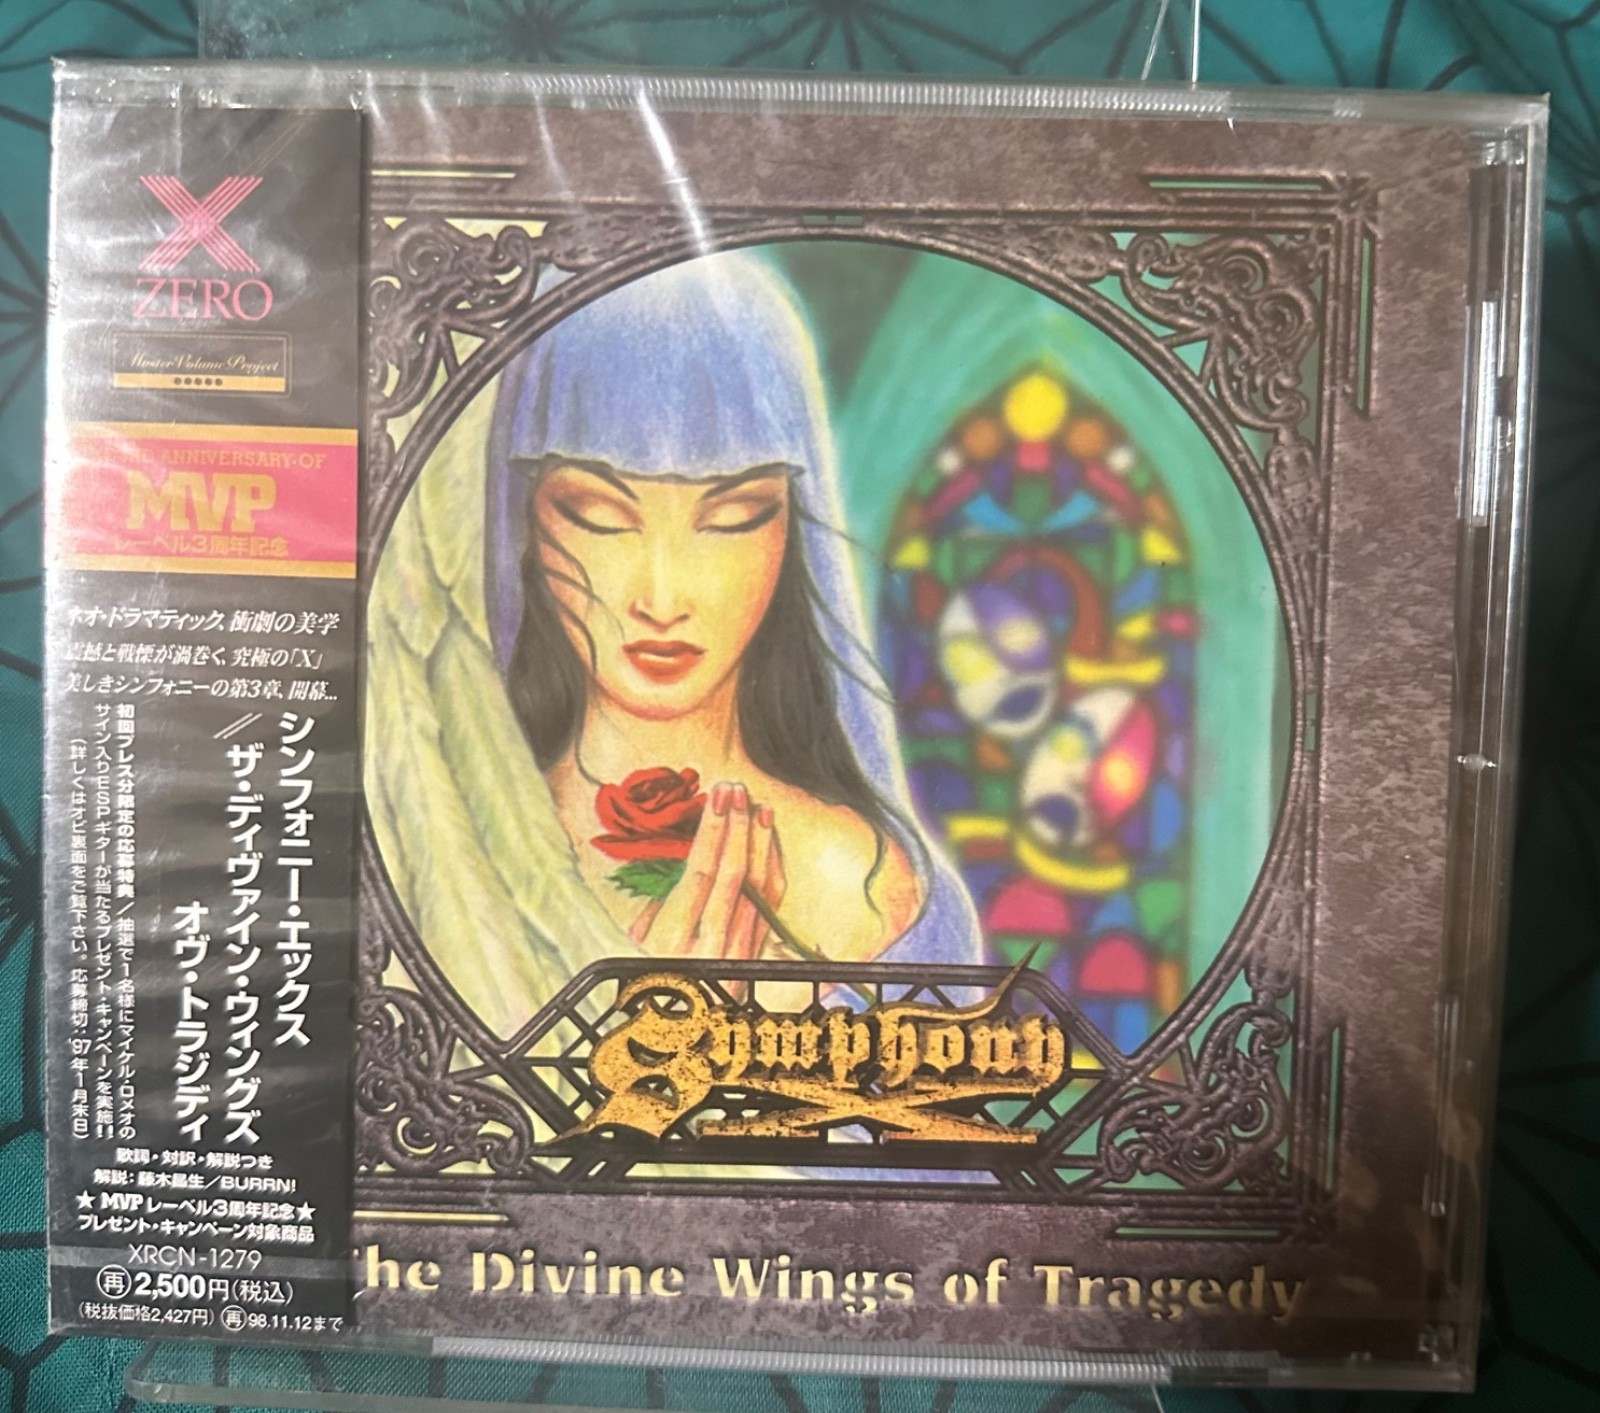 X
ZERO
Master Volume Project
ANNIVERSARY OF
MVP
レーベル3周年記念
ネオ・ドラマティック、衝劇の美学
震撼と戦慄が渦巻く、究極の「X」
美しきシンフォニーの第3章、開幕...
シンフォニー・エックス
//ザ・ディヴァイン・ウィングズ
オヴ・トラジディ
初回プレス分限定の応募特典/抽選で1名様にマイケル・ロメオの
サイン入りESPギターが当たるプレゼント・キャンペーンを実施!!
(詳しくはオビ裏面をご覧下さい。応募締切:'97年1月末日)
歌詞・対訳・解説つき
解説:藤木昌生/BURRN!
★MVPレーベル3周年記念★
プレゼント・キャンペーン対象商品
XRCN-1279
再2,500円(税込)
(税抜価格2,427円) 再98.11.12まで
Symphony
X
The Divine Wings of Tragedy